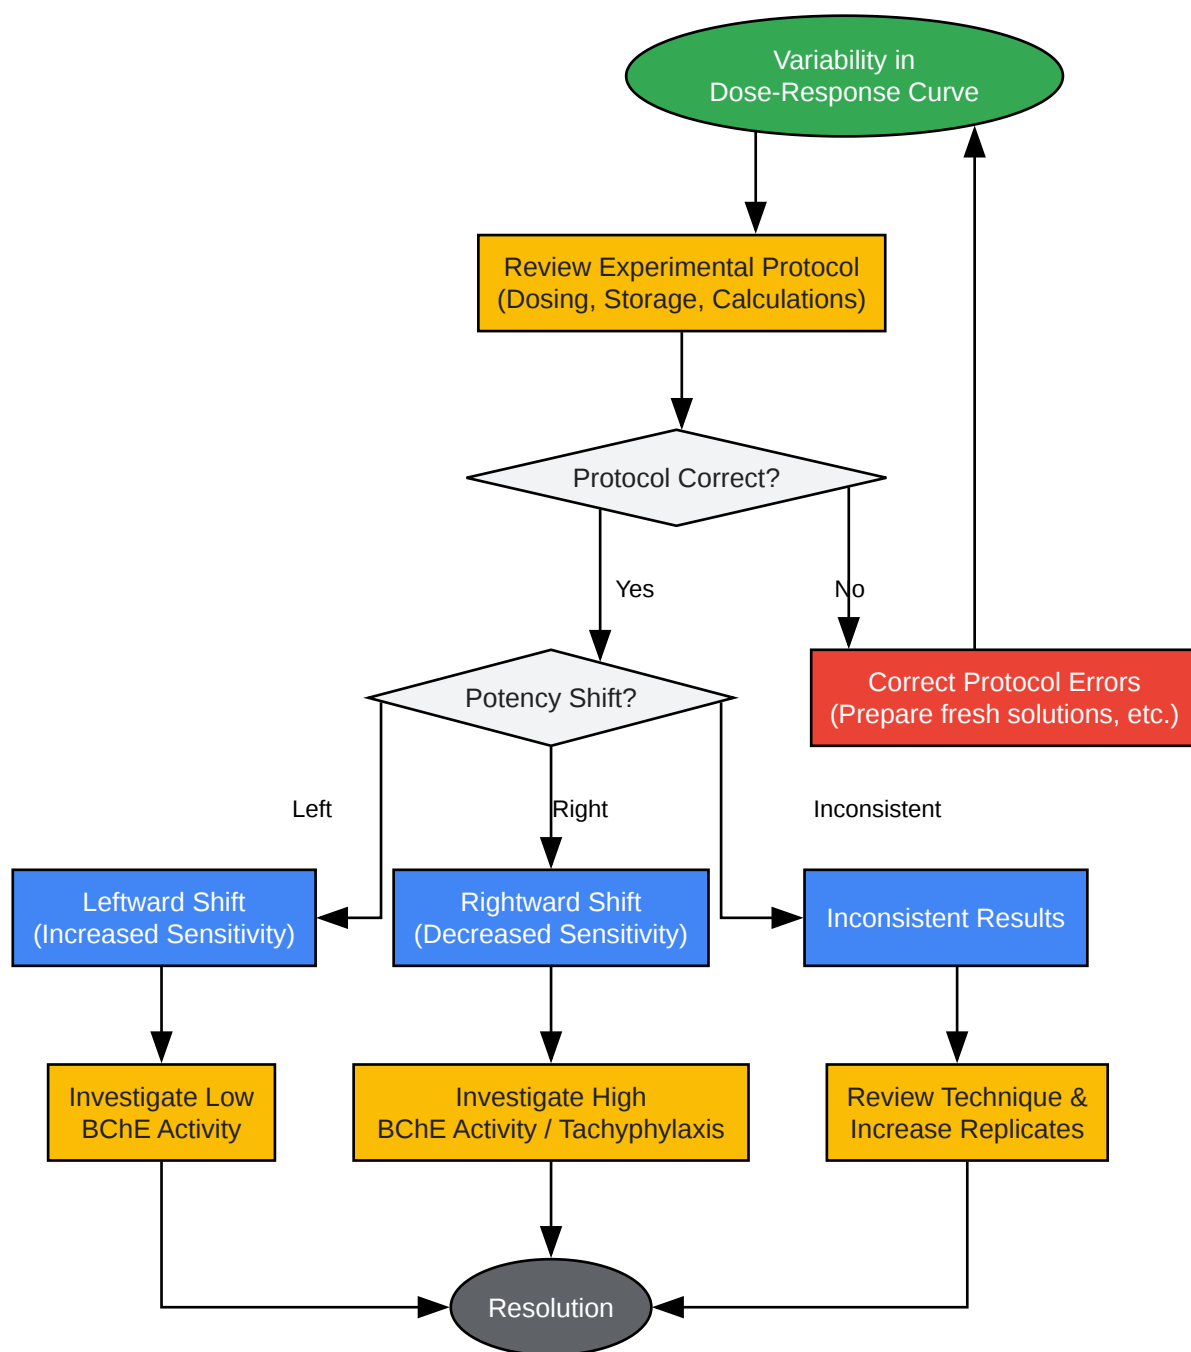 Variability in
Dose-Response Curve
Review Experimental Protocol
(Dosing, Storage, Calculations)
Protocol Correct?
Yes
No
Potency Shift?
Correct Protocol Errors
(Prepare fresh solutions, etc.)
Left
Right
Inconsistent
Leftward Shift
(Increased Sensitivity)
Rightward Shift
(Decreased Sensitivity)
Inconsistent Results
Investigate Low
BChE Activity
Investigate High
BChE Activity / Tachyphylaxis
Review Technique &
Increase Replicates
Resolution